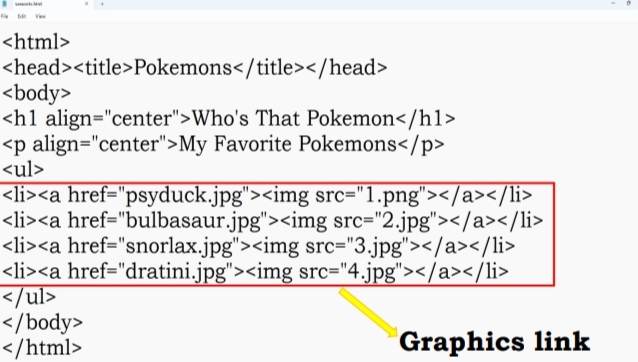 File Edit View
<html>
<head><title>Pokemons</title></head>
<body>
<h1 align="center">Who's That Pokemon</h1>
<p align="center">My Favorite Pokemons</p>
<ul>
<li><a href="psyduck.jpg"><img src="1.png"></a></li>
<li><a href="bulbasaur.jpg"><img src="2.jpg"></a></li>
<li><a href="snorlax.jpg"><img src="3.jpg"></a></li>
<li><a href="dratini.jpg"><img src="4.jpg"></a></li>
</ul>
</body>
</html>
Graphics link